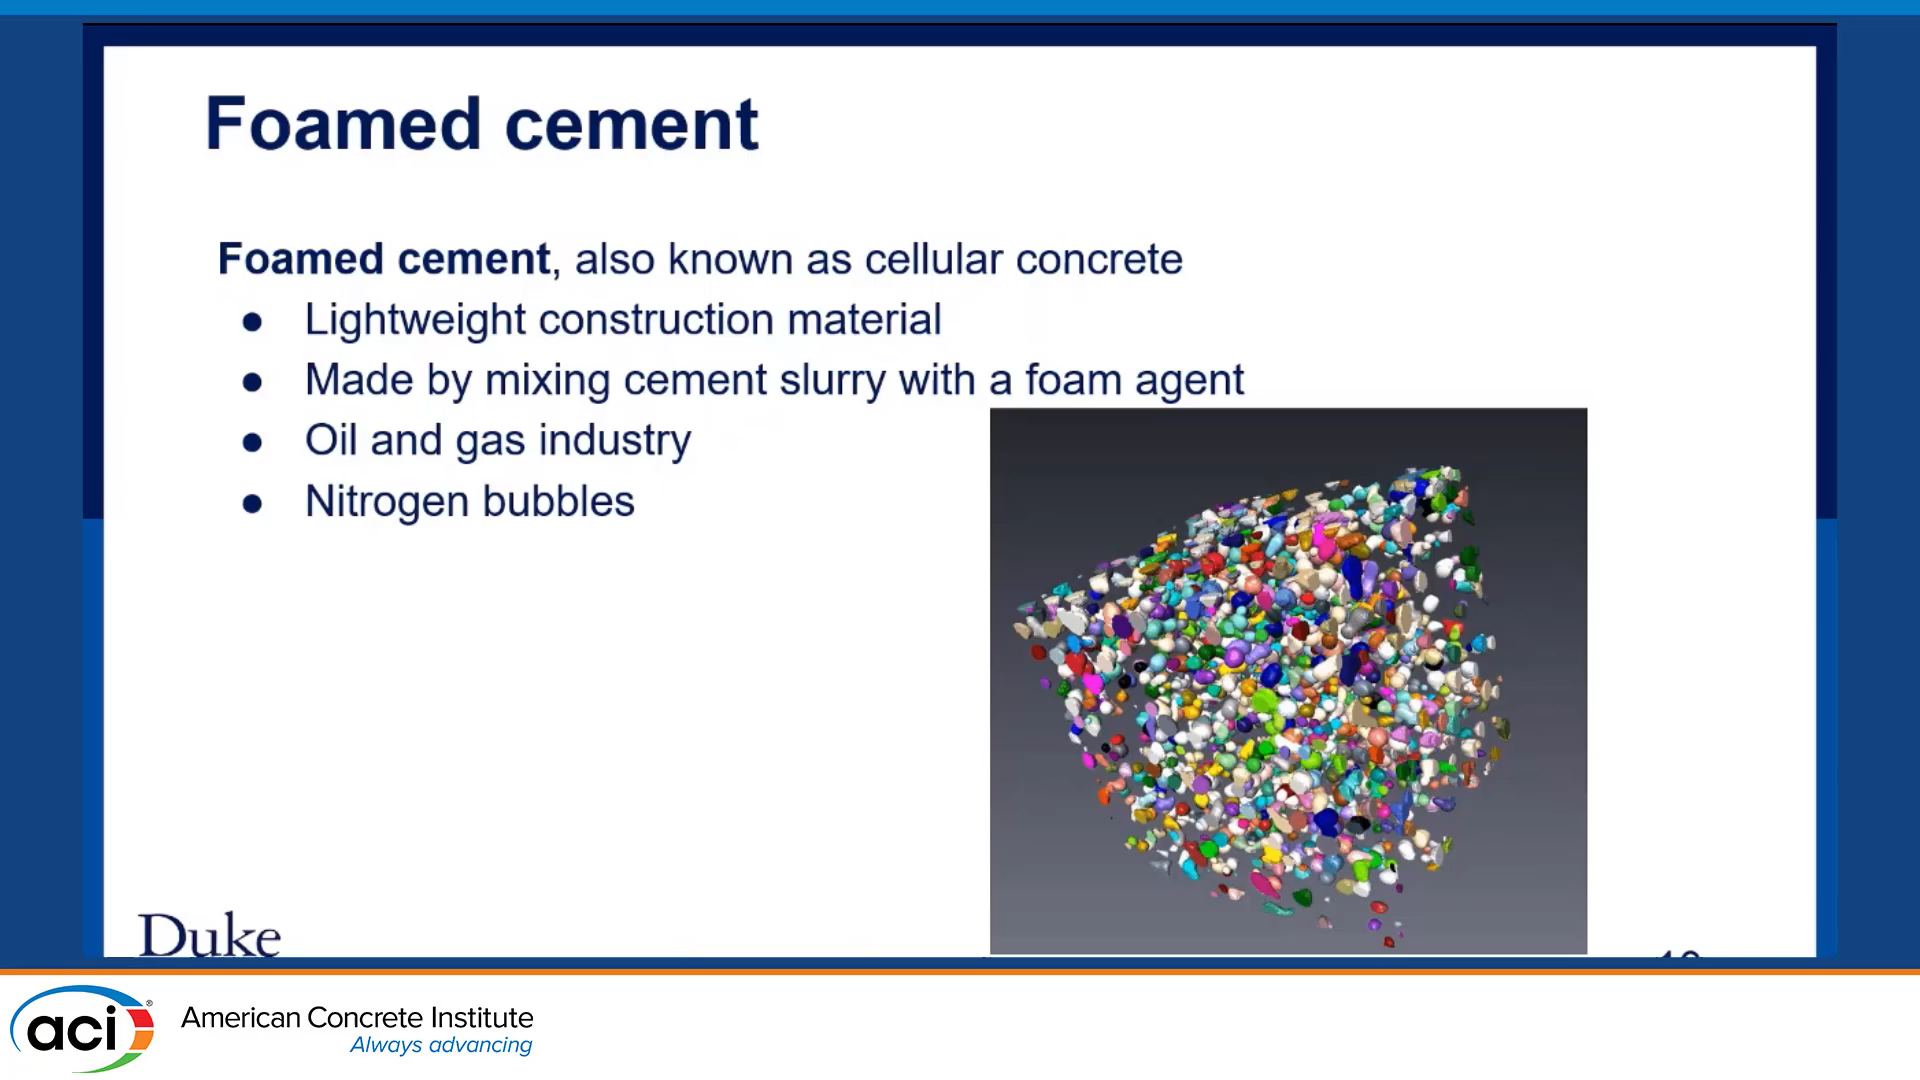 Foamed cement
Foamed cement, also known as cellular concrete
● Lightweight construction material
● Made by mixing cement slurry with a foam agent
● Oil and gas industry
● Nitrogen bubbles
Duke
aci®
American Concrete Institute
Always advancing